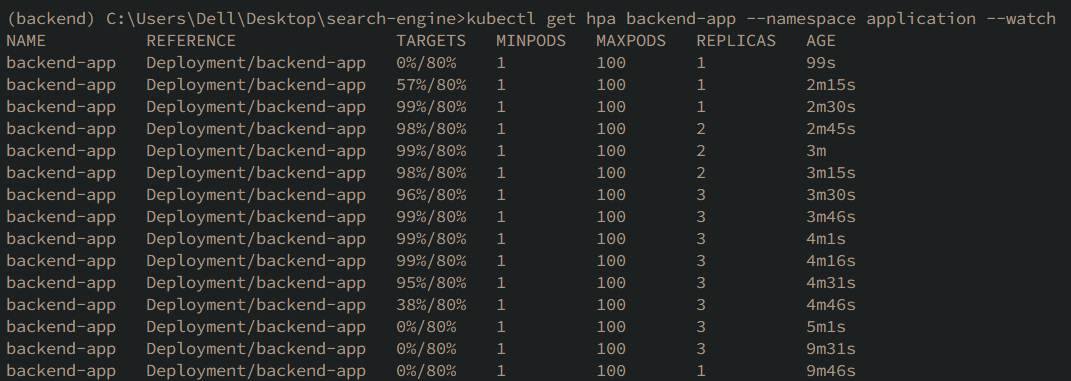 (backend) C:\Users\Dell\Desktop\search-engine>kubectl get hpa backend-app --namespace application --watch
NAME REFERENCE TARGETS MINPODS MAXPODS REPLICAS AGE
backend-app Deployment/backend-app 0%/80% 1 100 1 99s
backend-app Deployment/backend-app 57%/80% 1 100 1 2m15s
backend-app Deployment/backend-app 99%/80% 1 100 1 2m30s
backend-app Deployment/backend-app 98%/80% 1 100 2 2m45s
backend-app Deployment/backend-app 99%/80% 1 100 2 3m
backend-app Deployment/backend-app 98%/80% 1 100 2 3m15s
backend-app Deployment/backend-app 96%/80% 1 100 3 3m30s
backend-app Deployment/backend-app 99%/80% 1 100 3 3m46s
backend-app Deployment/backend-app 99%/80% 1 100 3 4m1s
backend-app Deployment/backend-app 99%/80% 1 100 3 4m16s
backend-app Deployment/backend-app 95%/80% 1 100 3 4m31s
backend-app Deployment/backend-app 38%/80% 1 100 3 4m46s
backend-app Deployment/backend-app 0%/80% 1 100 3 5m1s
backend-app Deployment/backend-app 0%/80% 1 100 3 9m31s
backend-app Deployment/backend-app 0%/80% 1 100 1 9m46s